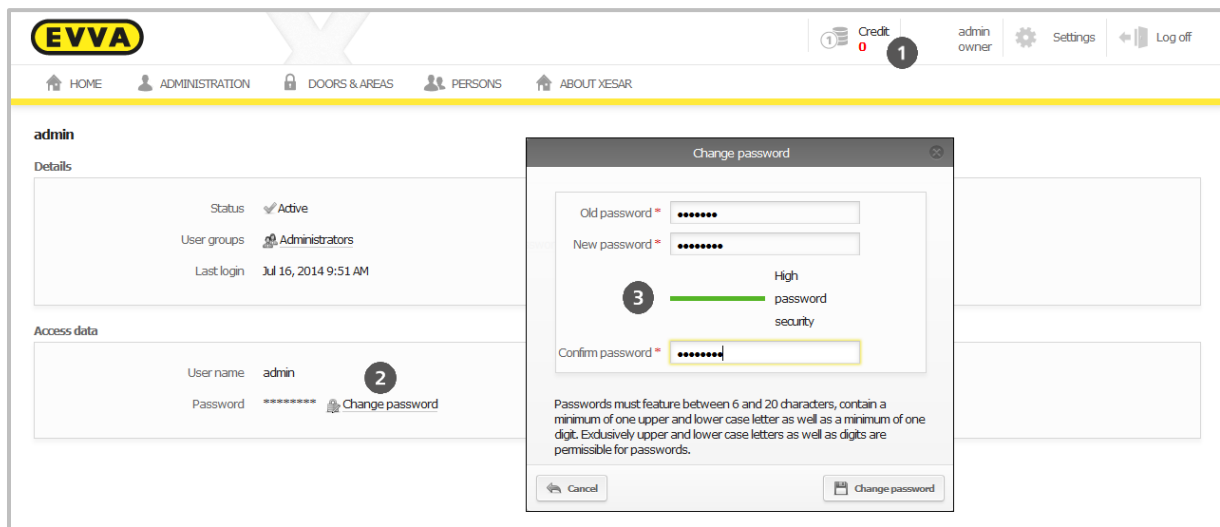 EVVA
Credit
0
1
1
admin
owner
Settings
Log off
HOME
ADMINISTRATION
DOORS & AREAS
PERSONS
ABOUT XESAR
admin
Details
Status Active
User groups Administrators
Last login Jul 16, 2014 9:51 AM
Access data
User name admin
2
Password ******** Change password
Change password
Old password * •••••••
New password * ••••••••
3
High
password
security
Confirm password * ••••••••
Passwords must feature between 6 and 20 characters, contain a
minimum of one upper and lower case letter as well as a minimum of one
digit. Exclusively upper and lower case letters as well as digits are
permissible for passwords.
Cancel
Change password